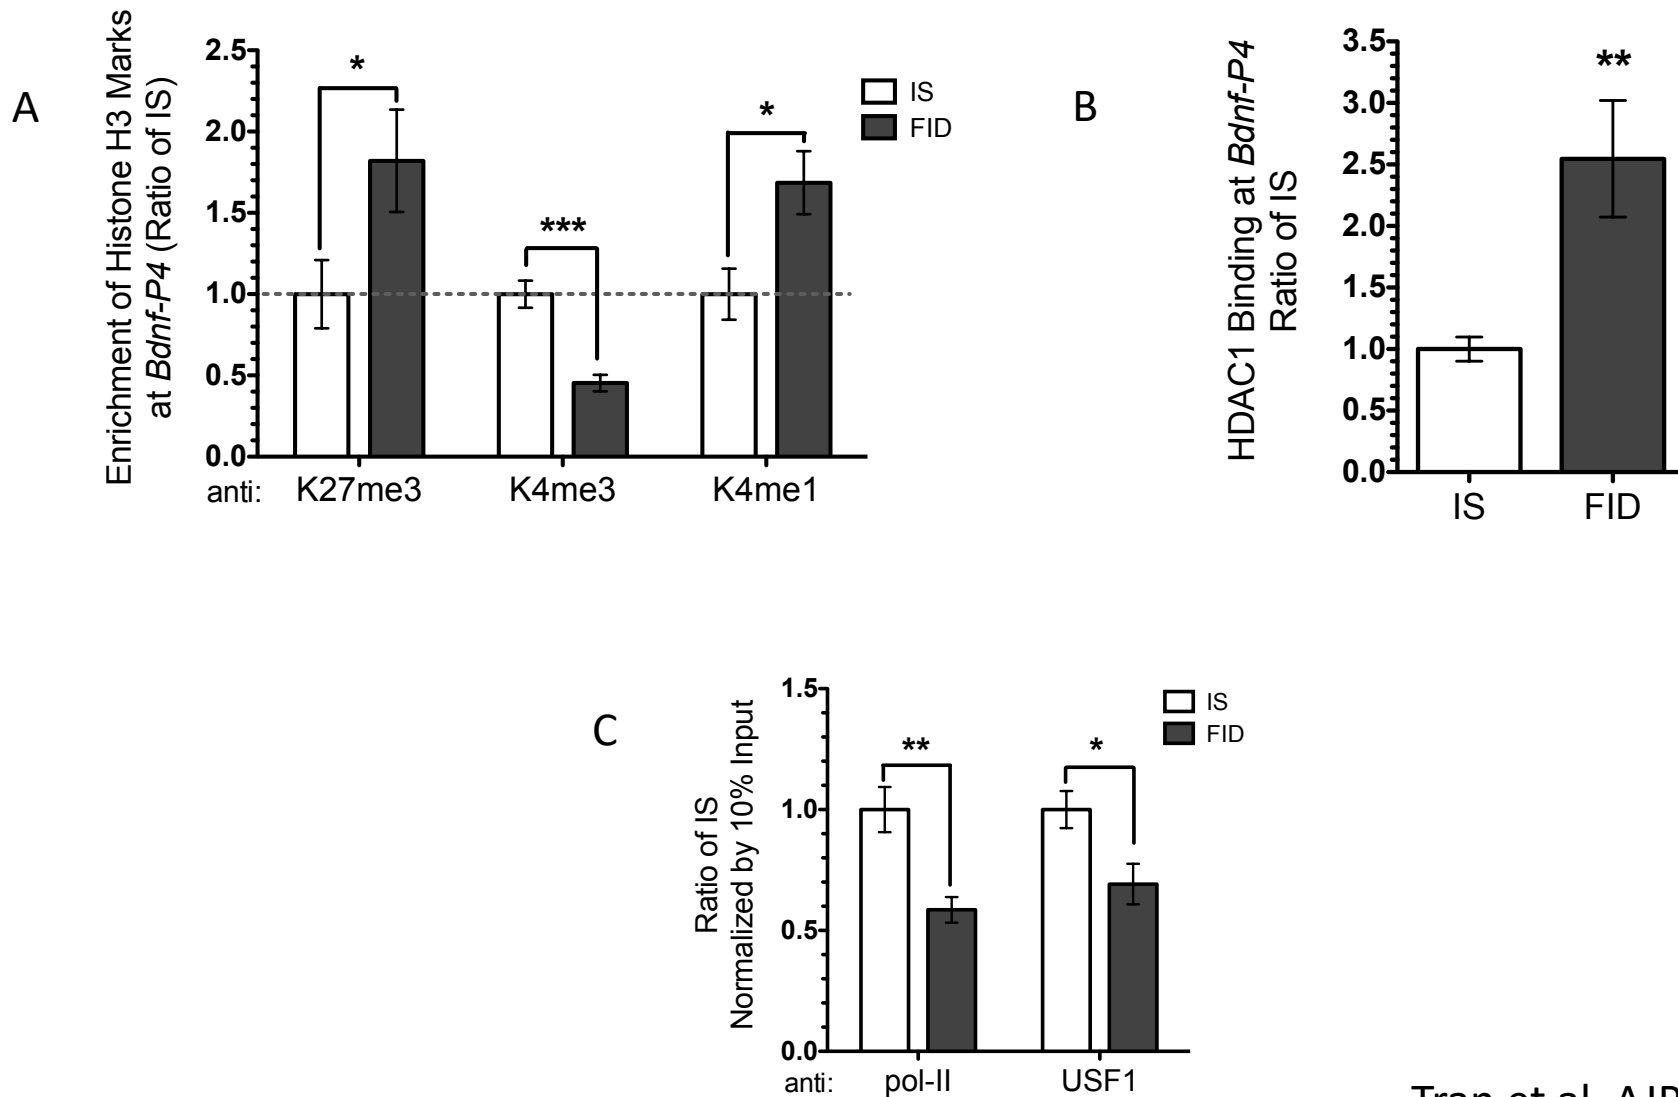 A
Enrichment of Histone H3 Marks
at Bdnf-P4 (Ratio of IS)
2.5
2.0
1.5
1.0
0.5
0.0
*
***
*
IS
FID
anti:
K27me3
K4me3
K4me1
B
HDAC1 Binding at Bdnf-P4
Ratio of IS
3.5
3.0
2.5
2.0
1.5
1.0
0.5
0.0
**
IS
FID
C
Ratio of IS
Normalized by 10% Input
1.5
1.0
0.5
0.0
**
*
IS
FID
anti:
pol-II
USF1
Tran et al. AJP